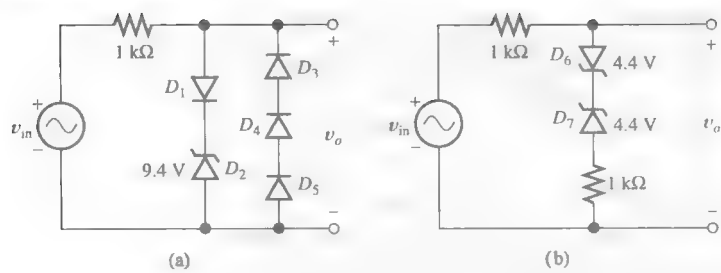 1 kΩ
D1
D3
+
D4
vo
vin
+
−
9.4 V
D2
D5
−
(a)
1 kΩ
+
D6
4.4 V
D7
4.4 V
vo
vin
+
−
1 kΩ
−
(b)